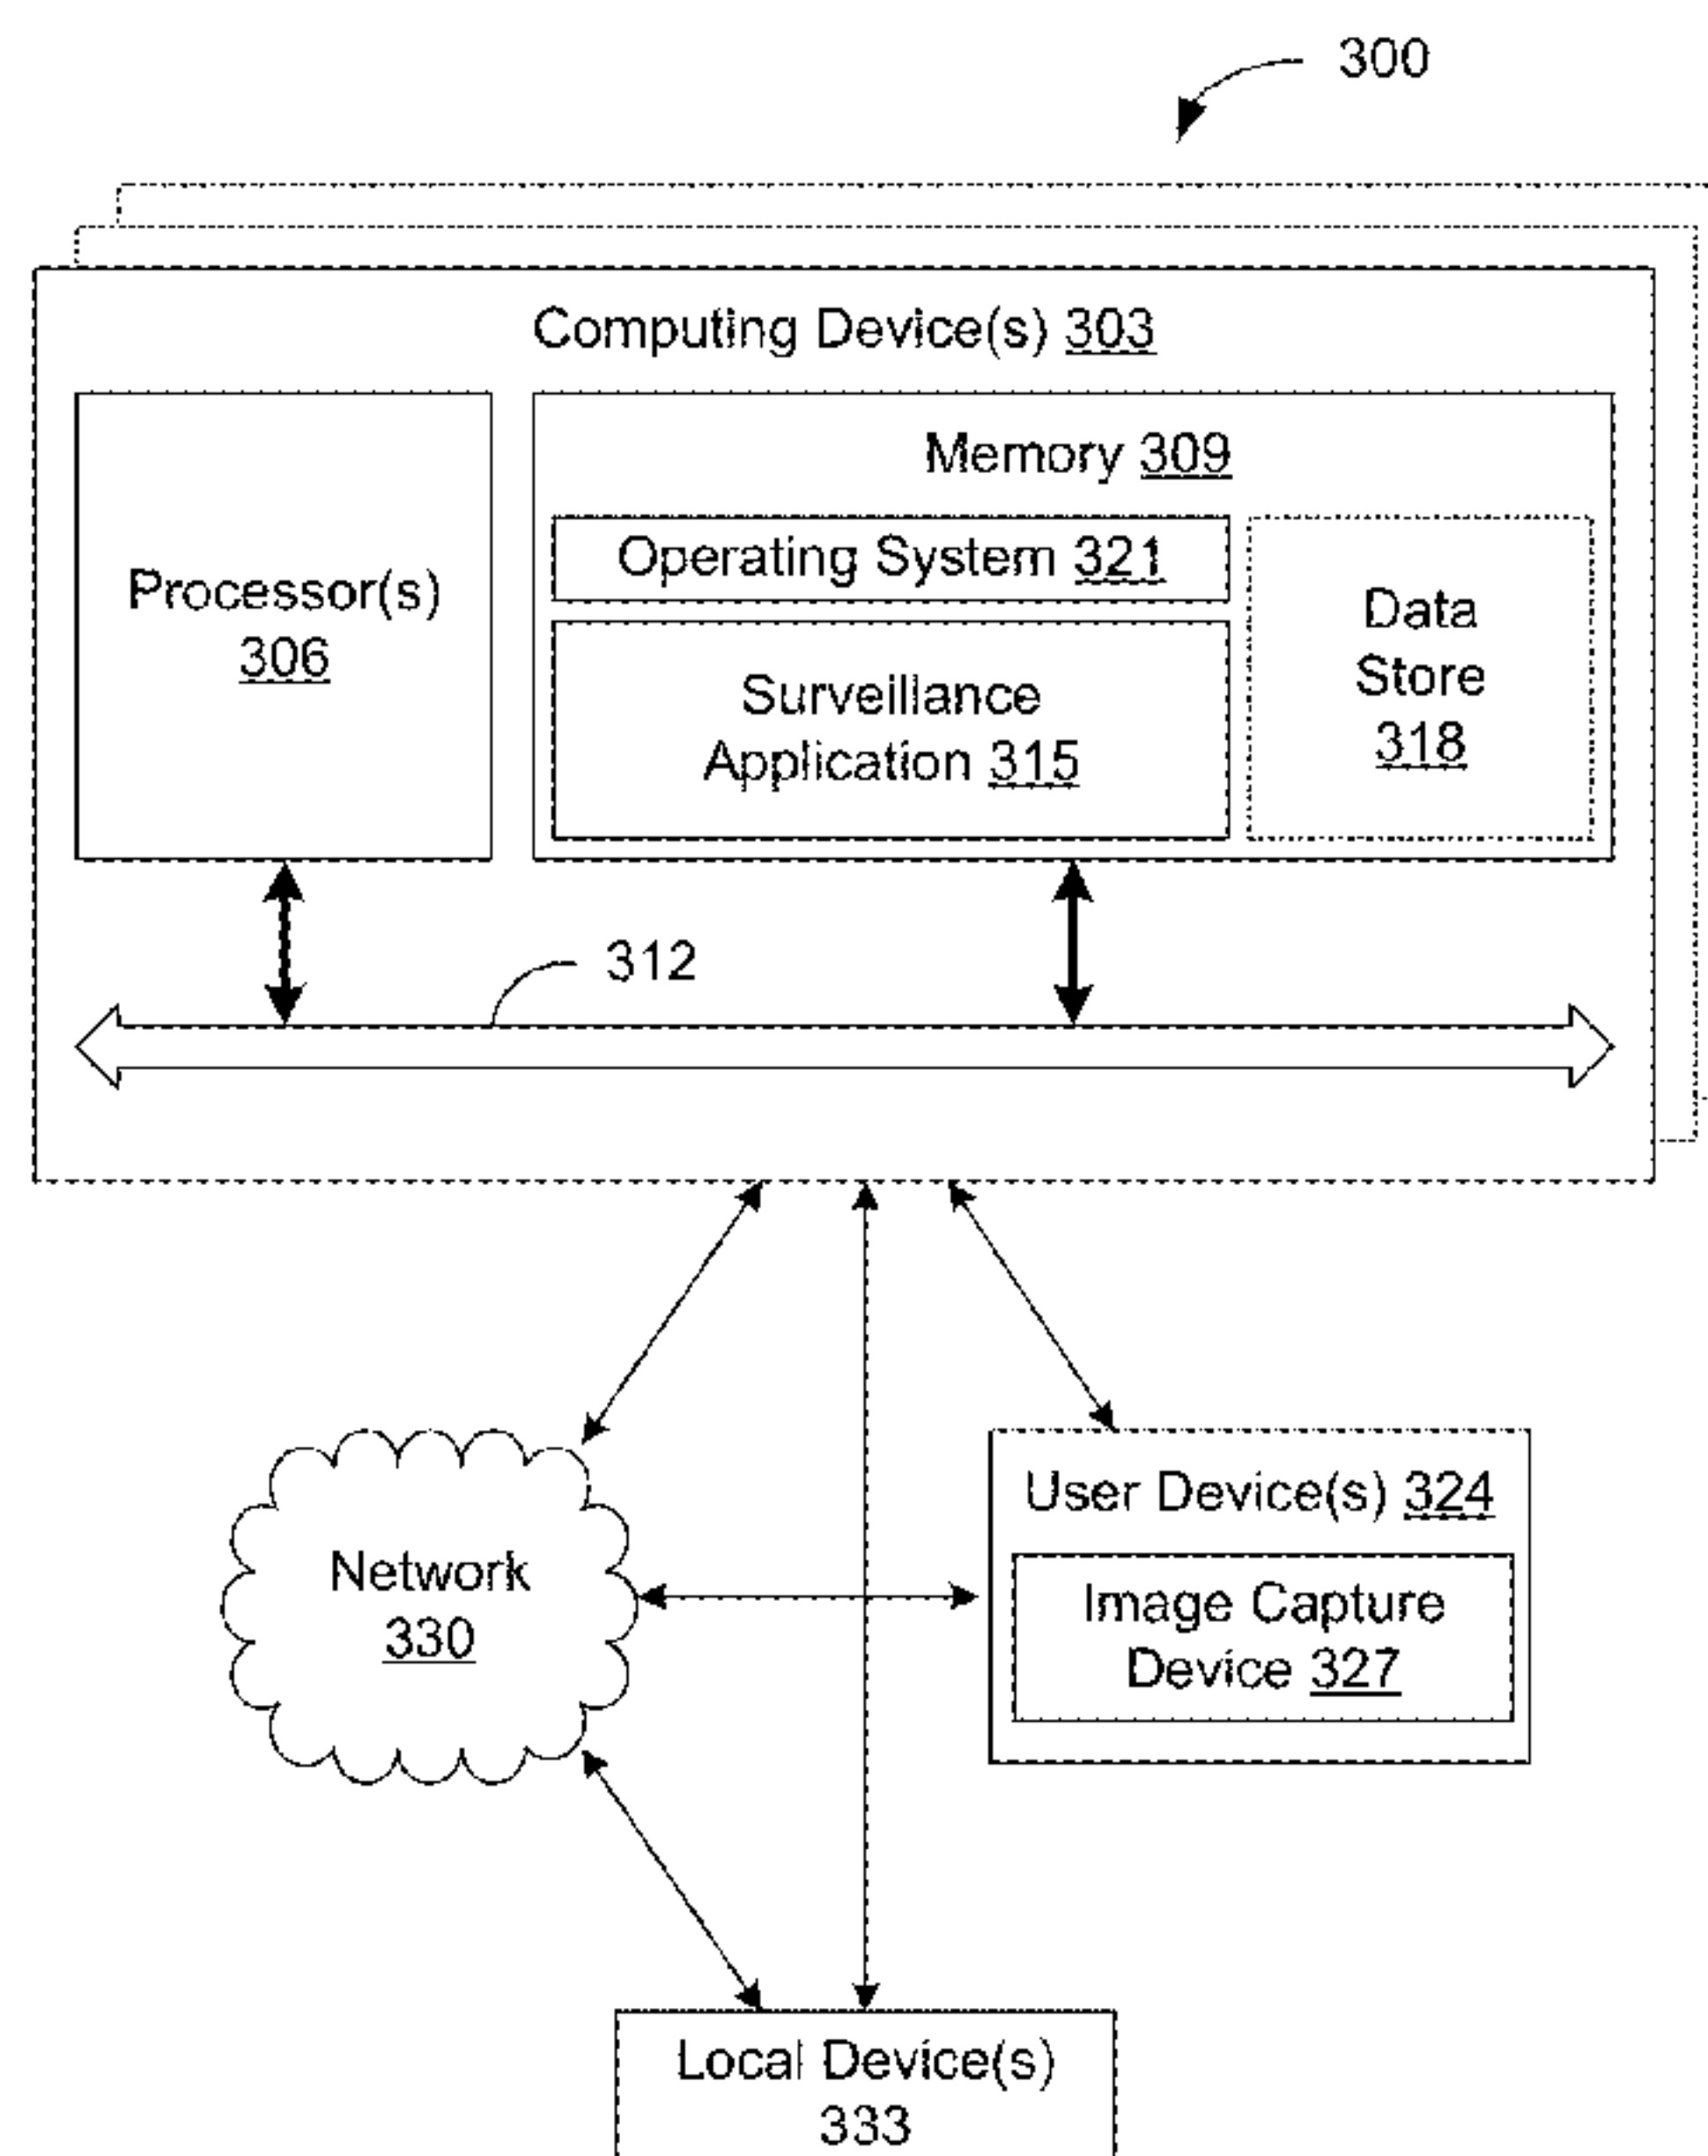 300
Computing Device(s) 303
Processor(s)
306
Memory 309
Operating System 321
Surveillance
Application 315
Data
Store
318
312
Network
330
User Device(s) 324
Image Capture
Device 327
Local Device(s)
333